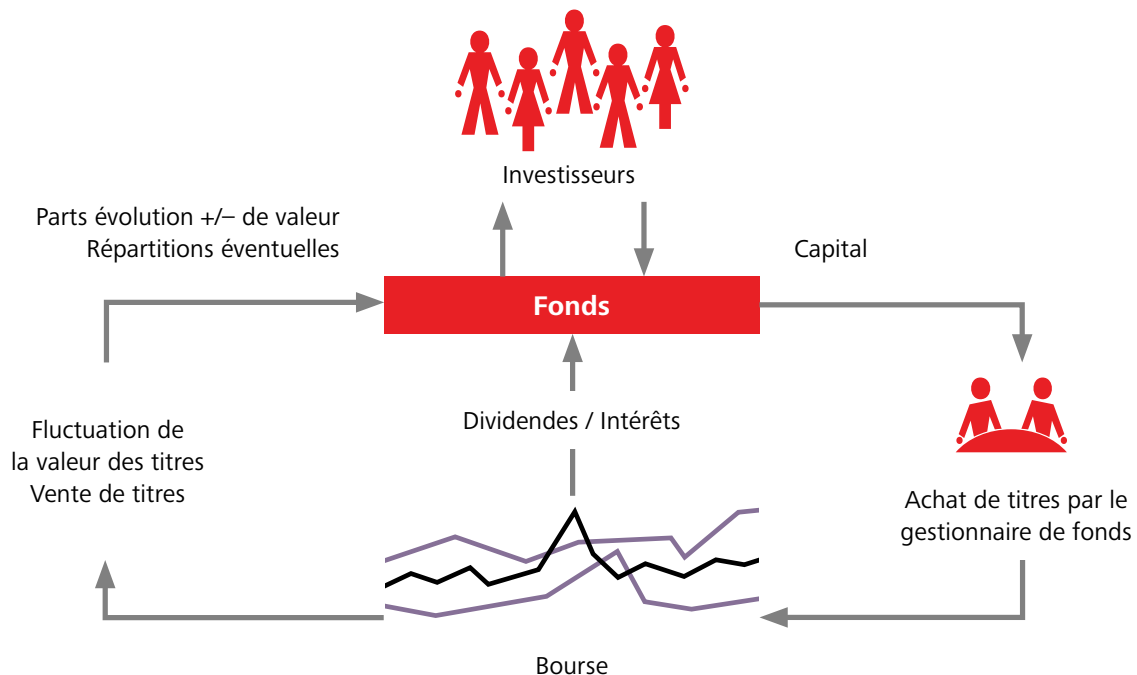 Investisseurs
Parts évolution +/– de valeur
Répartitions éventuelles
Capital
Fonds
Dividendes / Intérêts
Fluctuation de
la valeur des titres
Vente de titres
Achat de titres par le
gestionnaire de fonds
Bourse